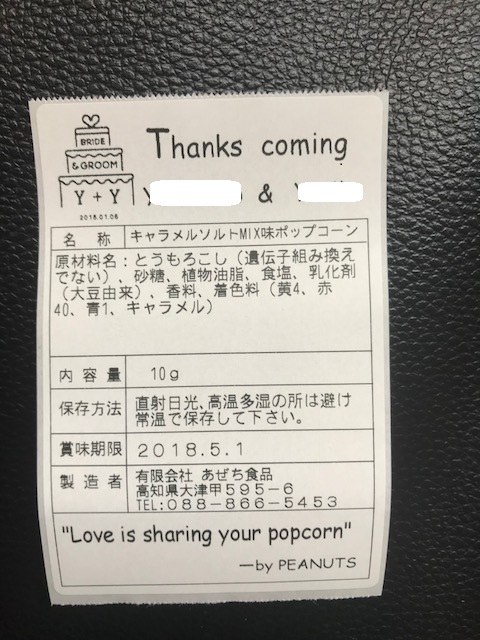 BRIDE
& GROOM
Y + Y
2018.01.06
Thanks coming
Y & Y
名 称 キャラメルソルトMIX味ポップコーン
原材料名：とうもろこし（遺伝子組み換え
でない）、砂糖、植物油脂、食塩、乳化剤
（大豆由来）、香料、着色料（黄4、赤
40、青1、キャラメル）
内 容 量 10g
保存方法 直射日光、高温多湿の所は避け
常温で保存して下さい。
賞味期限 2018.5.1
製 造 者 有限会社 あぜち食品
高知県大津甲595－6
TEL:088－866－5453
"Love is sharing your popcorn"
—by PEANUTS